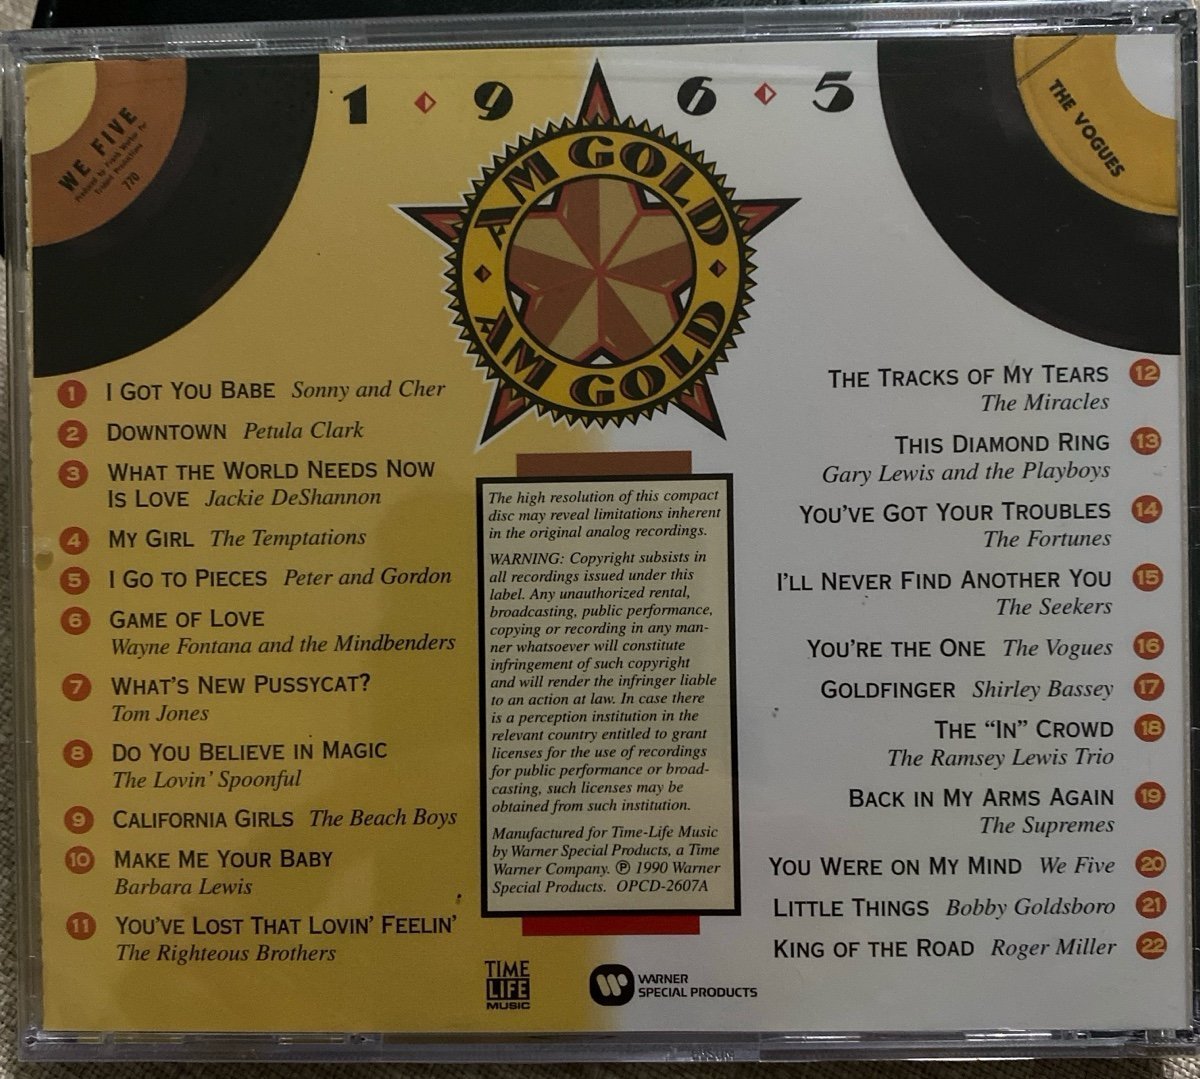 1 9 6 5
WE FIVE
Produced by Frank Werber for
Trident Productions
770
THE VOGUES
AM GOLD
AM GOLD
1 I GOT YOU BABE Sonny and Cher
2 DOWNTOWN Petula Clark
3 WHAT THE WORLD NEEDS NOW
IS LOVE Jackie DeShannon
4 MY GIRL The Temptations
5 I GO TO PIECES Peter and Gordon
6 GAME OF LOVE
Wayne Fontana and the Mindbenders
7 WHAT'S NEW PUSSYCAT?
Tom Jones
8 DO YOU BELIEVE IN MAGIC
The Lovin' Spoonful
9 CALIFORNIA GIRLS The Beach Boys
10 MAKE ME YOUR BABY
Barbara Lewis
11 YOU'VE LOST THAT LOVIN' FEELIN'
The Righteous Brothers
The high resolution of this compact
disc may reveal limitations inherent
in the original analog recordings.
WARNING: Copyright subsists in
all recordings issued under this
label. Any unauthorized rental,
broadcasting, public performance,
copying or recording in any man-
ner whatsoever will constitute
infringement of such copyright
and will render the infringer liable
to an action at law. In case there
is a perception institution in the
relevant country entitled to grant
licenses for the use of recordings
for public performance or broad-
casting, such licenses may be
obtained from such institution.
Manufactured for Time-Life Music
by Warner Special Products, a Time
Warner Company. ℗ 1990 Warner
Special Products. OPCD-2607A
THE TRACKS OF MY TEARS 12
The Miracles
THIS DIAMOND RING 13
Gary Lewis and the Playboys
YOU'VE GOT YOUR TROUBLES 14
The Fortunes
I'LL NEVER FIND ANOTHER YOU 15
The Seekers
YOU'RE THE ONE The Vogues 16
GOLDFINGER Shirley Bassey 17
THE "IN" CROWD 18
The Ramsey Lewis Trio
BACK IN MY ARMS AGAIN 19
The Supremes
YOU WERE ON MY MIND We Five 20
LITTLE THINGS Bobby Goldsboro 21
KING OF THE ROAD Roger Miller 22
TIME
LIFE
MUSIC
WARNER
SPECIAL PRODUCTS